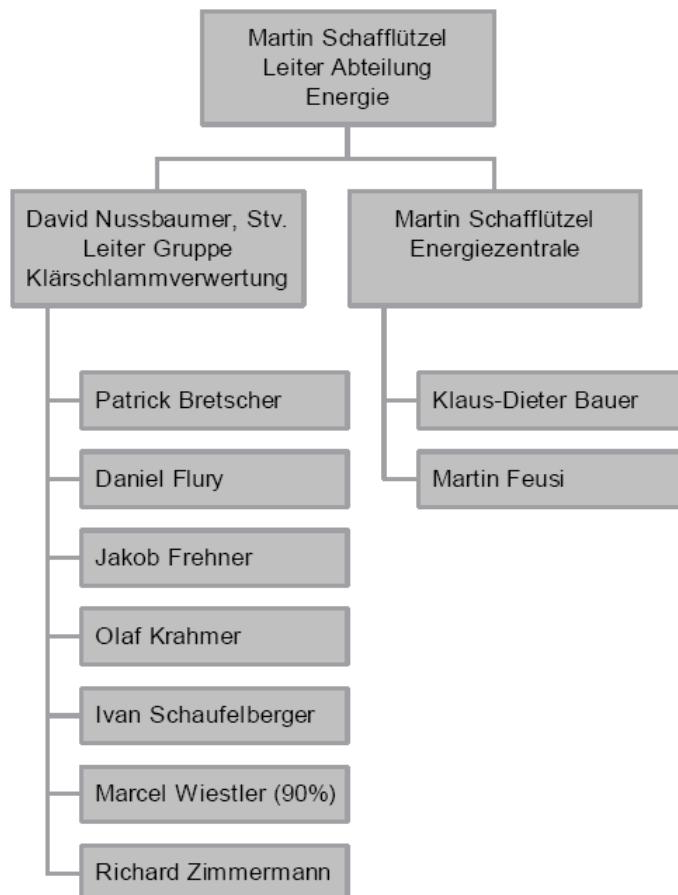 Martin Schafflützel
Leiter Abteilung
Energie
David Nussbaumer, Stv.
Leiter Gruppe
Klärschlammverwertung
Martin Schafflützel
Energiezentrale
Patrick Bretscher
Daniel Flury
Jakob Frehner
Olaf Krahmer
Ivan Schaufelberger
Marcel Wiestler (90%)
Richard Zimmermann
Klaus-Dieter Bauer
Martin Feusi